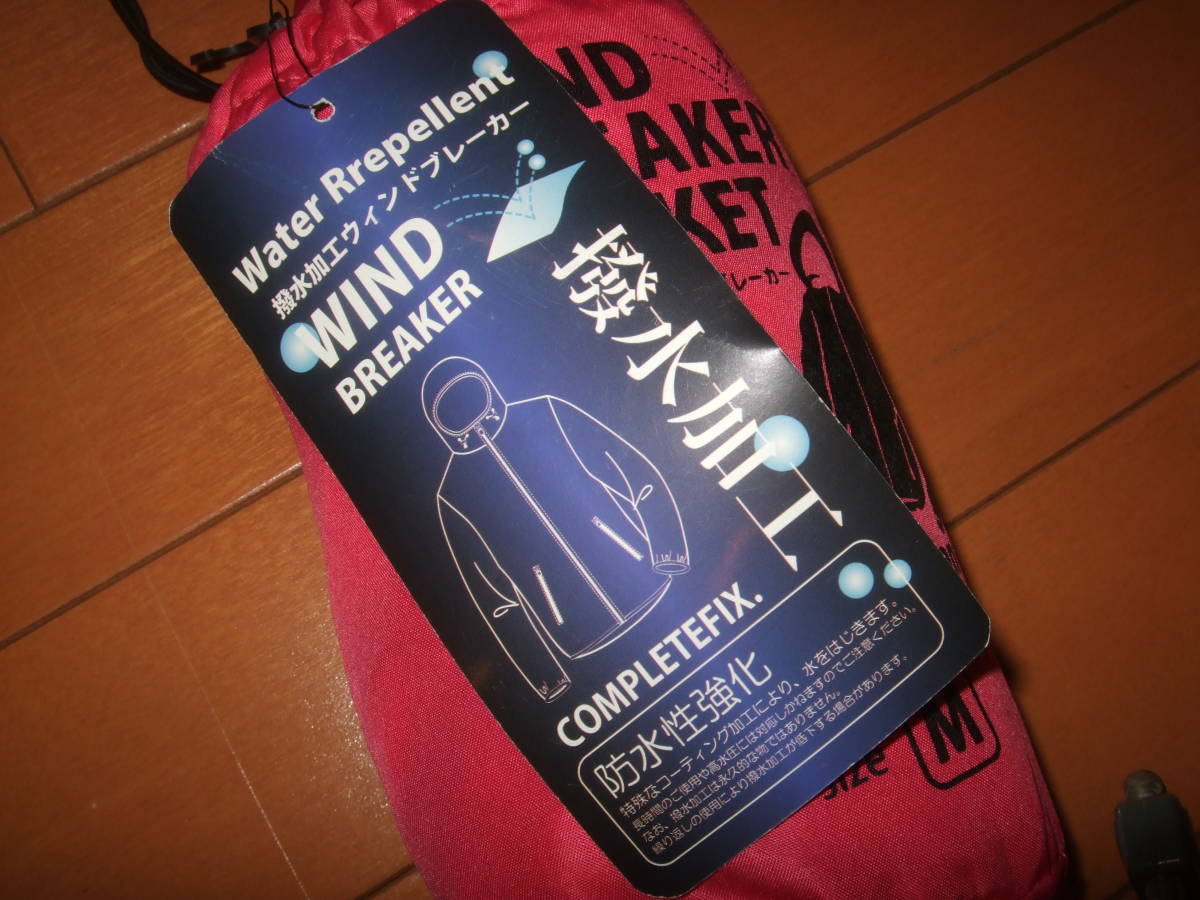 Water Rrepellent
撥水加工ウィンドブレーカー
WIND
BREAKER
撥水加工
COMPLETEFIX.
防水性強化
特殊なコーティング加工により、水をはじきます。
長時間のご使用や高水圧には対応しかねますのでご注意ください。
なお、撥水加工は永久的な物ではありません。
繰り返しの使用により撥水加工が低下する場合があります。
ND
AKER
KET
ブレーカー
size
M